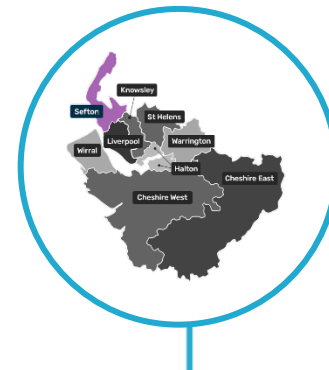 Knowsley
Sefton
St Helens
Liverpool
Warrington
Wirral
Halton
Cheshire East
Cheshire West